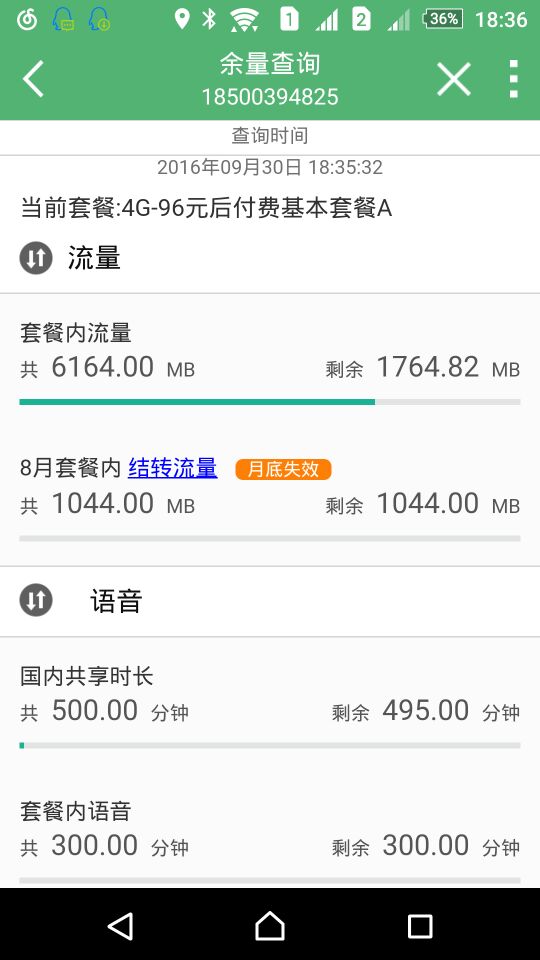 1 2 36% 18:36
余量查询
18500394825
查询时间
2016年09月30日 18:35:32
当前套餐:4G-96元后付费基本套餐A
流量
套餐内流量
共 6164.00 MB 剩余 1764.82 MB
8月套餐内 结转流量 月底失效
共 1044.00 MB 剩余 1044.00 MB
语音
国内共享时长
共 500.00 分钟 剩余 495.00 分钟
套餐内语音
共 300.00 分钟 剩余 300.00 分钟